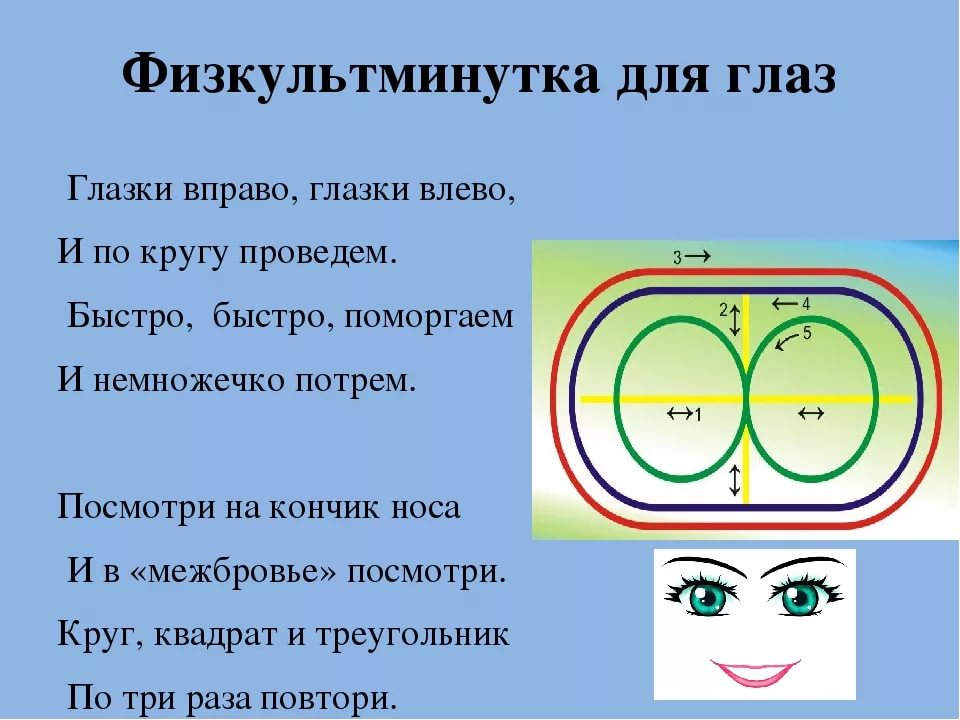 Физкультминутка для глаз
Глазки вправо, глазки влево,
И по кругу проведем.
Быстро, быстро, поморгаем
И немножечко потрем.
Посмотри на кончик носа
И в «межбровье» посмотри.
Круг, квадрат и треугольник
По три раза повтори.
3→
2
←4
5
↔1